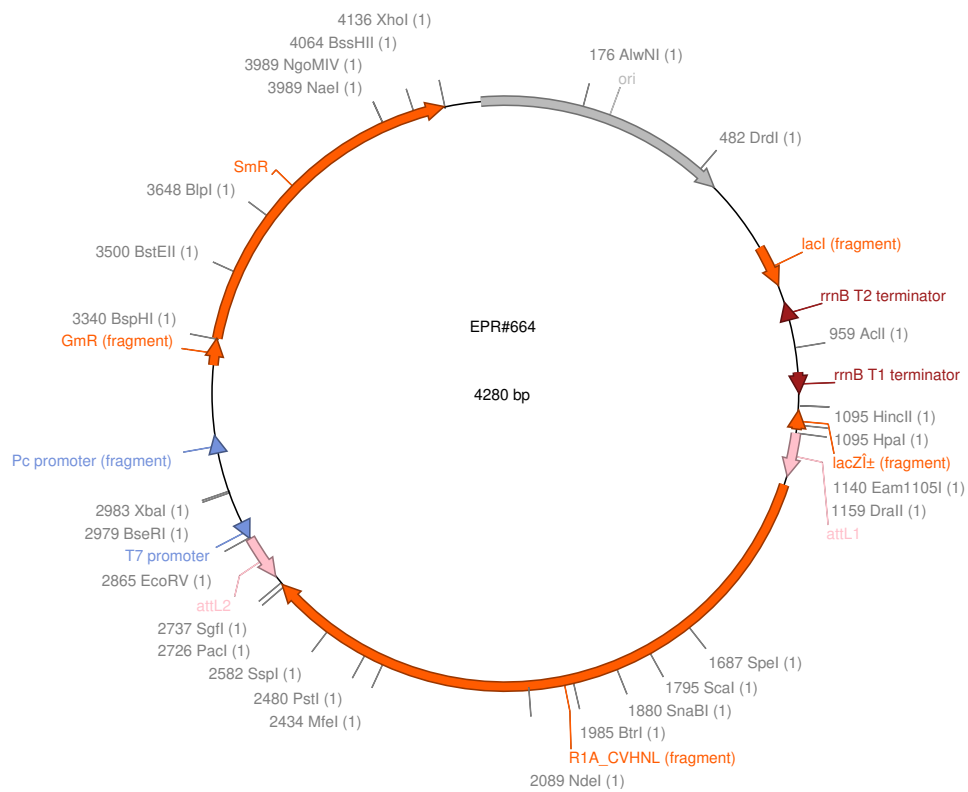 4136 XhoI (1)
4064 BssHII (1)
3989 NgoMIV (1)
3989 NaeI (1)
176 AlwNI (1)
ori
482 DrdI (1)
SmR
3648 BlpI (1)
3500 BstEII (1)
lacI (fragment)
rrnB T2 terminator
3340 BspHI (1)
GmR (fragment)
EPR#664
959 AclI (1)
rrnB T1 terminator
4280 bp
1095 HincII (1)
1095 HpaI (1)
lacZÎ± (fragment)
Pc promoter (fragment)
1140 Eam1105I (1)
1159 DraII (1)
attL1
2983 XbaI (1)
2979 BseRI (1)
T7 promoter
2865 EcoRV (1)
attL2
2737 SgfI (1)
2726 PacI (1)
2582 SspI (1)
2480 PstI (1)
2434 MfeI (1)
1687 SpeI (1)
1795 ScaI (1)
1880 SnaBI (1)
1985 BtrI (1)
R1A_CVHNL (fragment)
2089 NdeI (1)